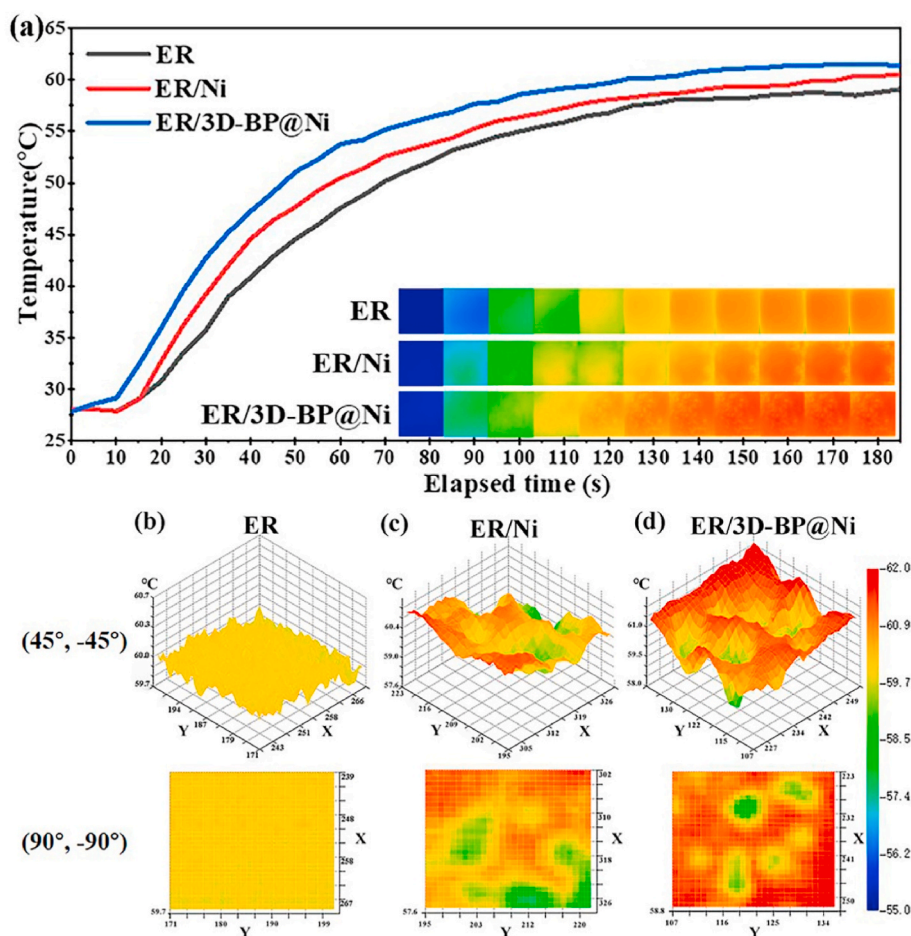 (a)
65
60
55
50
45
40
35
30
25
Temperature(°C)
ER
ER/Ni
ER/3D-BP@Ni
ER
ER/Ni
ER/3D-BP@Ni
0 10 20 30 40 50 60 70 80 90 100 110 120 130 140 150 160 170 180
Elapsed time (s)
(b) ER
(c) ER/Ni
(d) ER/3D-BP@Ni
(45°, -45°)
°C
60.7
60.3
60.0
59.7
194
187
179
171
Y
243
251
258
266
X
°C
60.4
59.0
57.6
223
216
209
202
195
Y
305
312
319
326
X
°C
61.0
59.5
58.0
130
122
115
107
Y
227
234
242
249
X
62.0
60.9
59.7
58.5
57.4
56.2
55.0
(90°, -90°)
239
248
258
267
X
59.7
171 180 190 199
Y
302
310
318
326
X
57.6
195 203 212 220
Y
223
232
241
250
X
58.8
107 116 125 134
Y